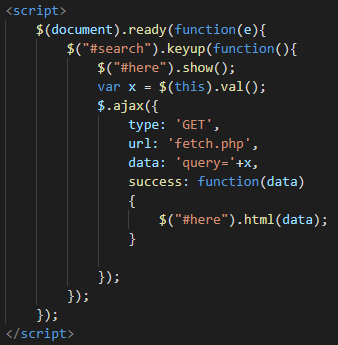 <script>
$(document).ready(function(e){
$("#search").keyup(function(){
$("#here").show();
var x = $(this).val();
$.ajax({
type: 'GET',
url: 'fetch.php',
data: 'query='+x,
success: function(data)
{
$("#here").html(data);
}
});
});
});
</script>